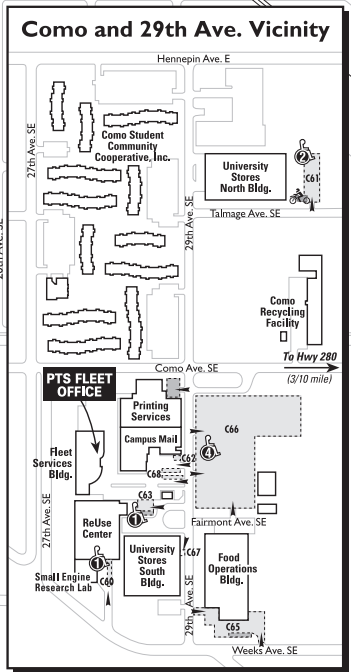 Como and 29th Ave. Vicinity
Hennepin Ave. E
27th Ave. SE
Como Student
Community
Cooperative, Inc.
29th Ave. SE
University
Stores
North Bldg.
2
C61
Talmage Ave. SE
Como
Recycling
Facility
To Hwy 280
(3/10 mile)
Como Ave. SE
PTS FLEET
OFFICE
Printing
Services
Campus Mail
C66
C62
4
C68
Fleet
Services
Bldg.
C63
1
27th Ave. SE
ReUse
Center
Fairmont Ave. SE
University
Stores
South
Bldg.
C67
Food
Operations
Bldg.
1
Small Engine
Research Lab
C60
29th Ave. SE
C65
Weeks Ave. SE